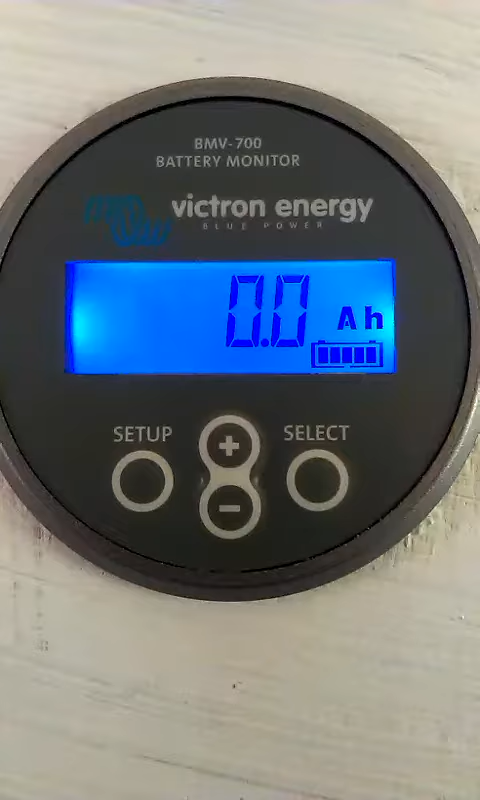 BMV-700
BATTERY MONITOR
victron energy
BLUE POWER
0.0 Ah
SETUP
+
SELECT
-